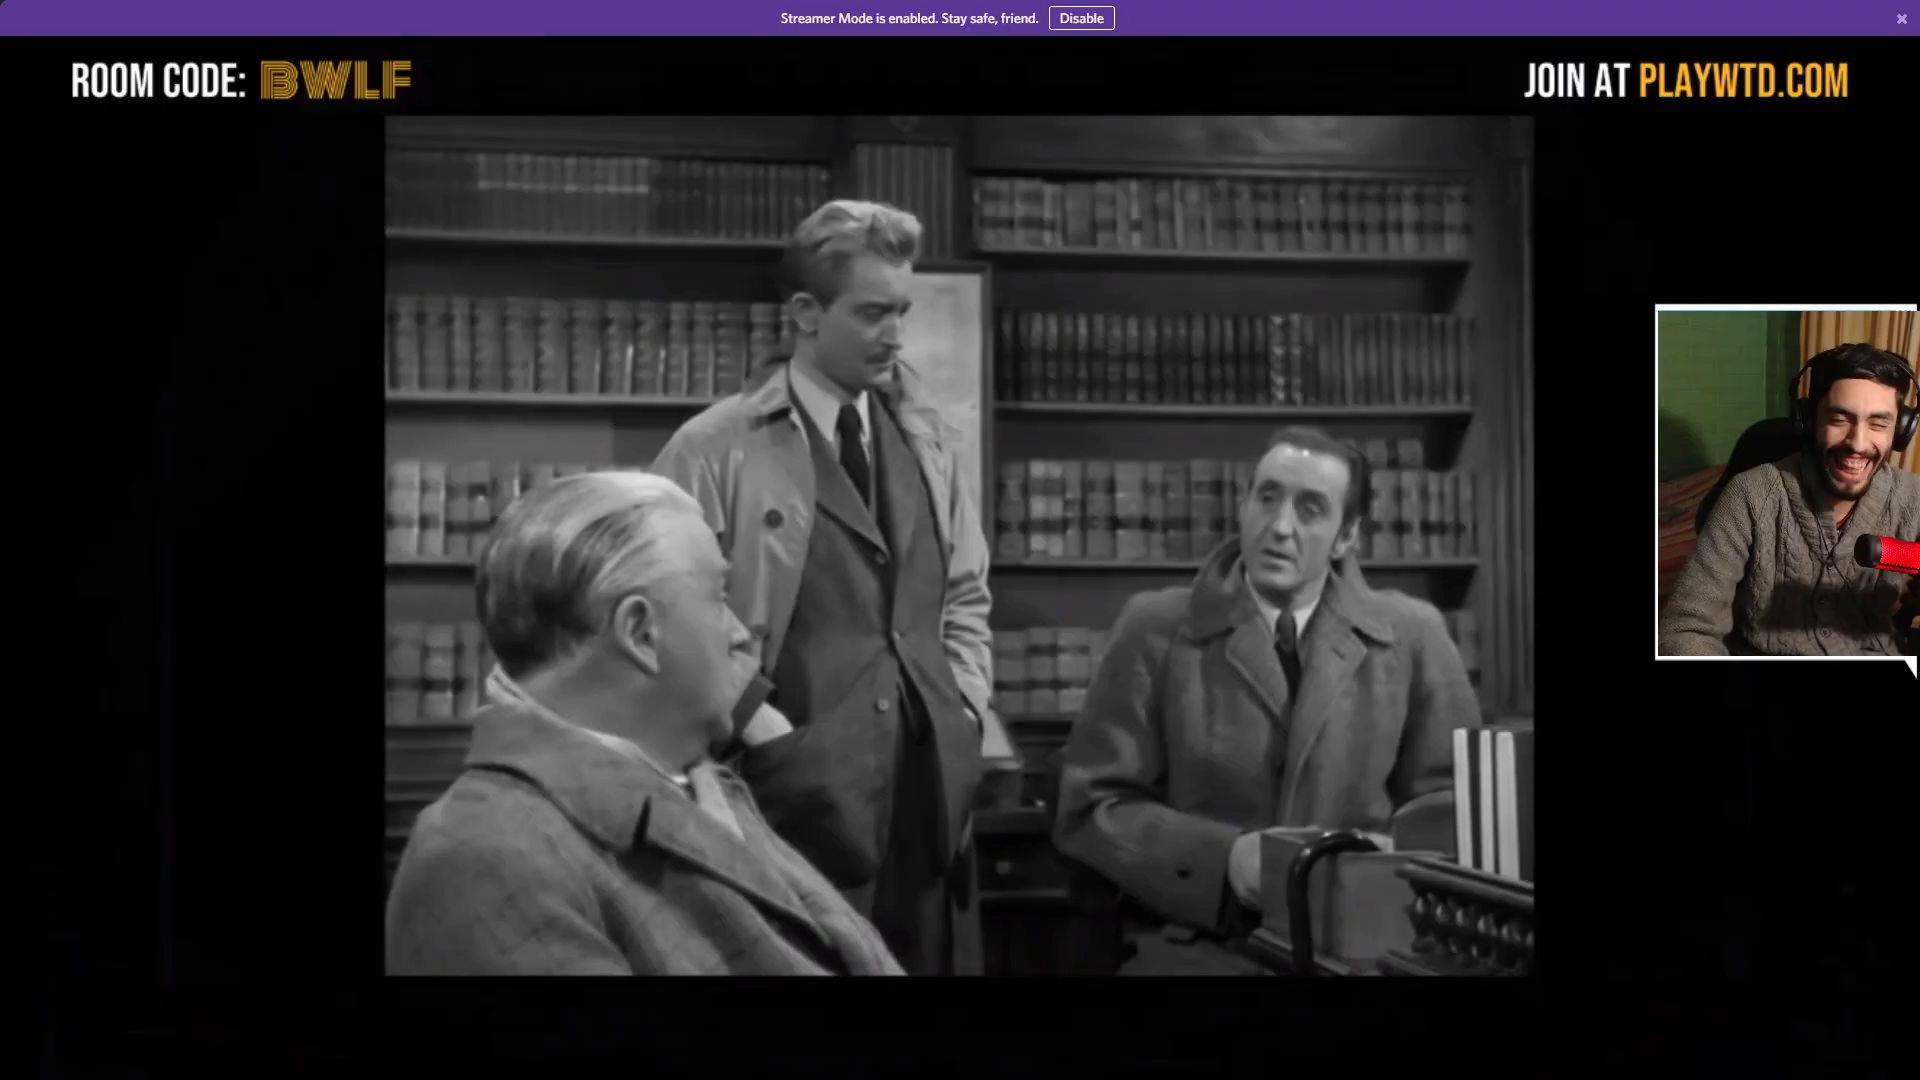 Streamer Mode is enabled. Stay safe, friend. Disable
ROOM CODE: BWLF
JOIN AT PLAYWTD.COM